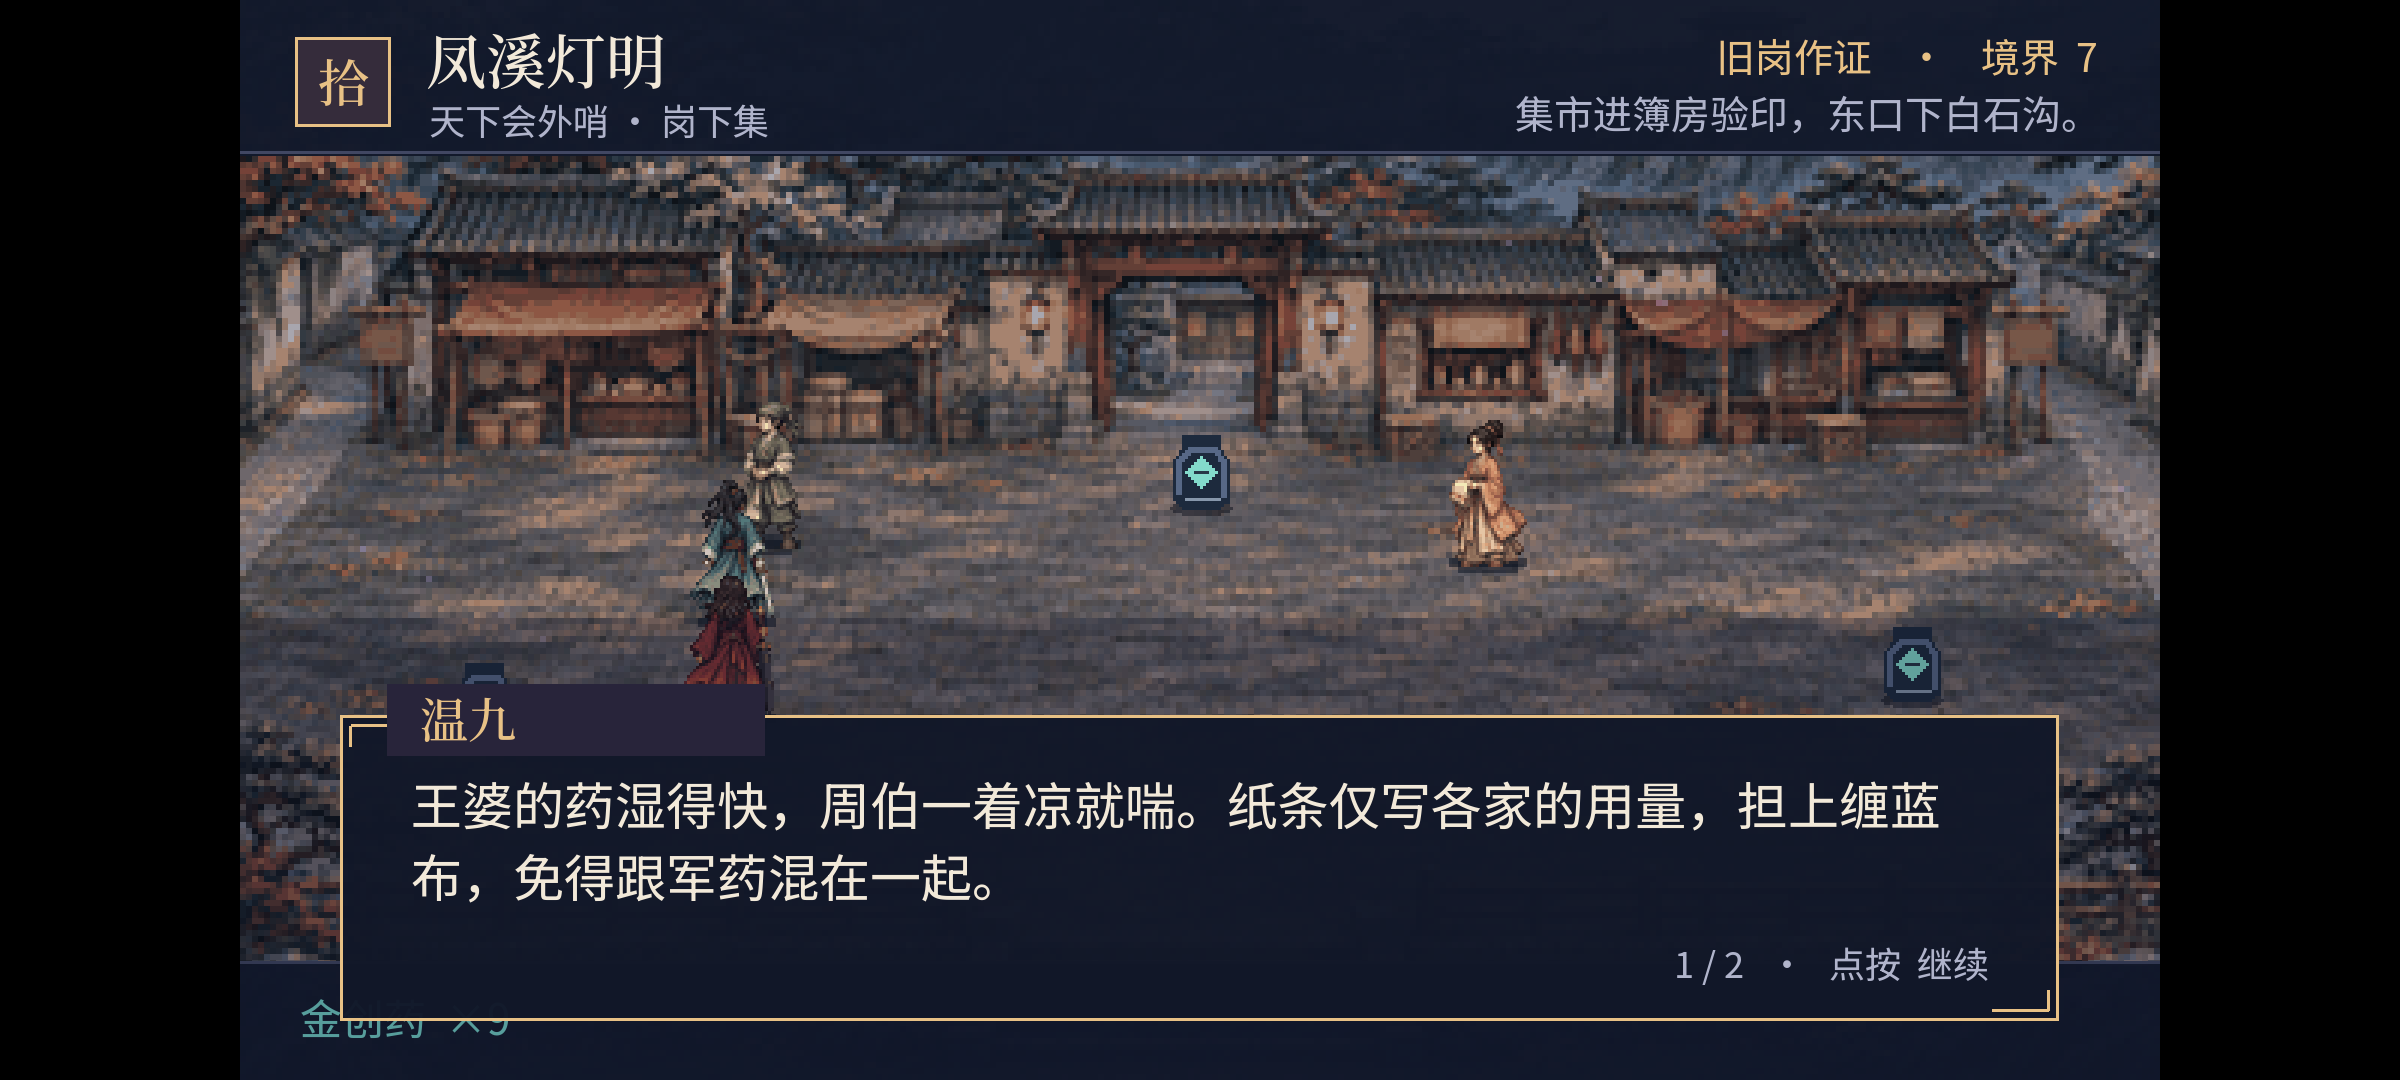 拾
凤溪灯明
天下会外哨 · 岗下集
旧岗作证 · 境界 7
集市进簿房验印，东口下白石沟。
温九
王婆的药湿得快，周伯一着凉就喘。纸条仅写各家的用量，担上缠蓝
布，免得跟军药混在一起。
1 / 2 · 点按 继续
金创药 ×9